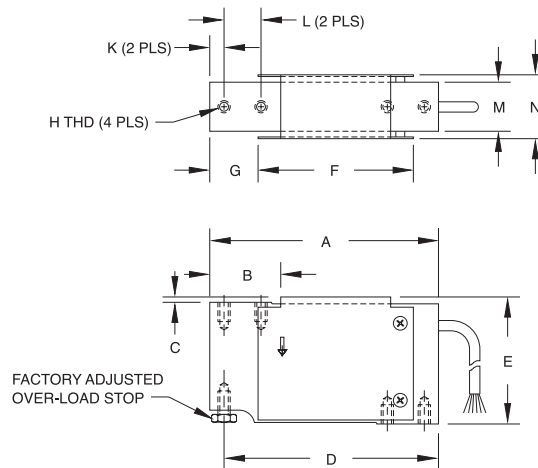 L (2 PLS)
K (2 PLS)
H THD (4 PLS)
M
N
G
F
A
B
C
E
FACTORY ADJUSTED
OVER-LOAD STOP
D